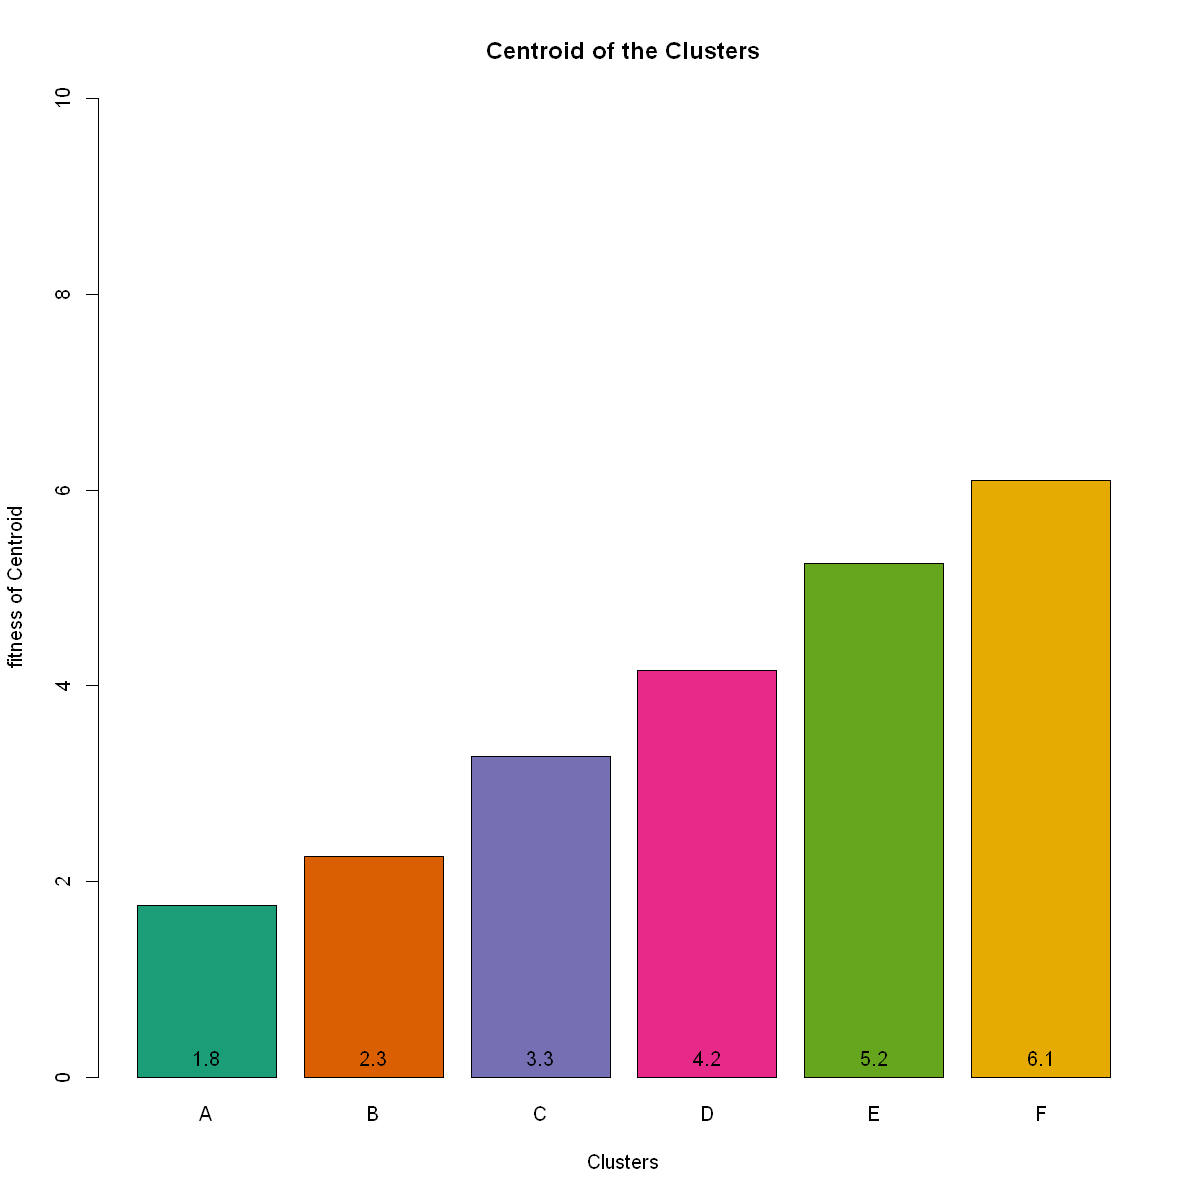 Centroid of the Clusters
fitness of Centroid
10
8
6
4
2
0
1.8 2.3 3.3 4.2 5.2 6.1
A B C D E F
Clusters